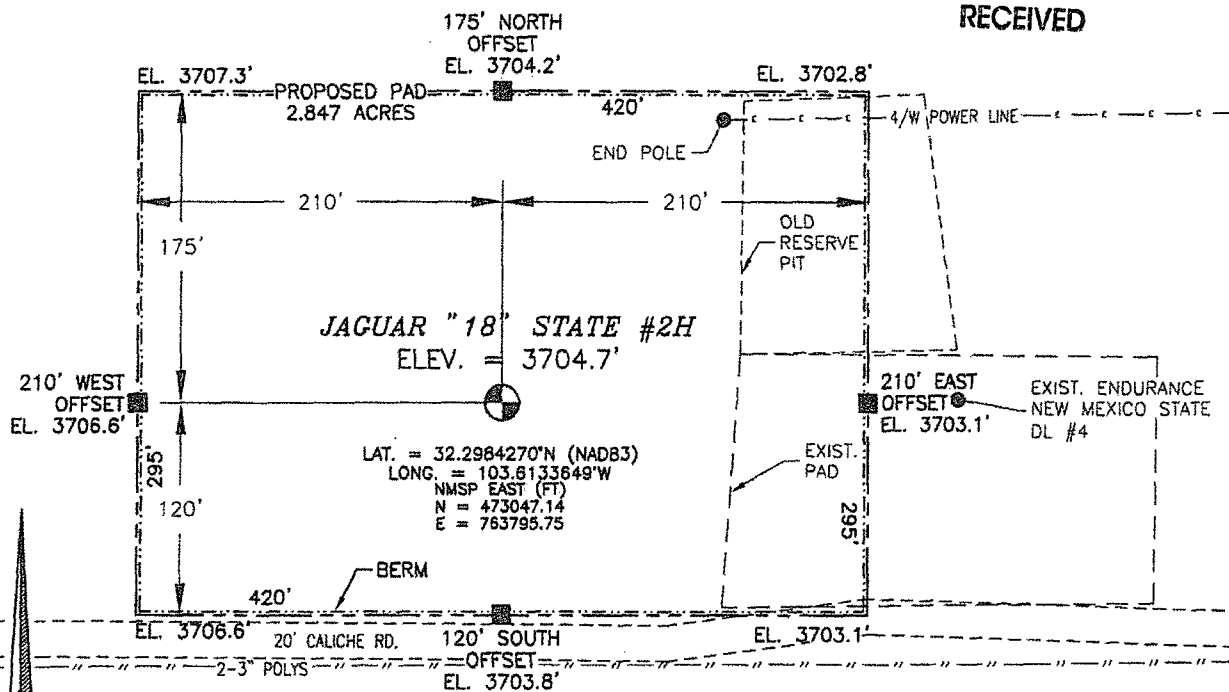 RECEIVED
175' NORTH
OFFSET
EL. 3704.2'
EL. 3707.3'
EL. 3702.8'
PROPOSED PAD
2.847 ACRES
420'
4/W POWER LINE
END POLE
210'
210'
OLD
RESERVE
PIT
175'
JAGUAR "18" STATE #2H
ELEV. = 3704.7'
210' WEST
OFFSET
EL. 3706.6'
210' EAST
OFFSET
EL. 3703.1'
EXIST. ENDURANCE
NEW MEXICO STATE
DL #4
LAT. = 32.2984270°N (NAD83)
LONG. = 103.6133649°W
NMSP EAST (FT)
N = 473047.14
E = 763795.75
EXIST.
PAD
295'
120'
295'
BERM
420'
EL. 3706.6'
20' CALICHE RD.
120' SOUTH
OFFSET
EL. 3703.8'
EL. 3703.1'
2-3" POLYS